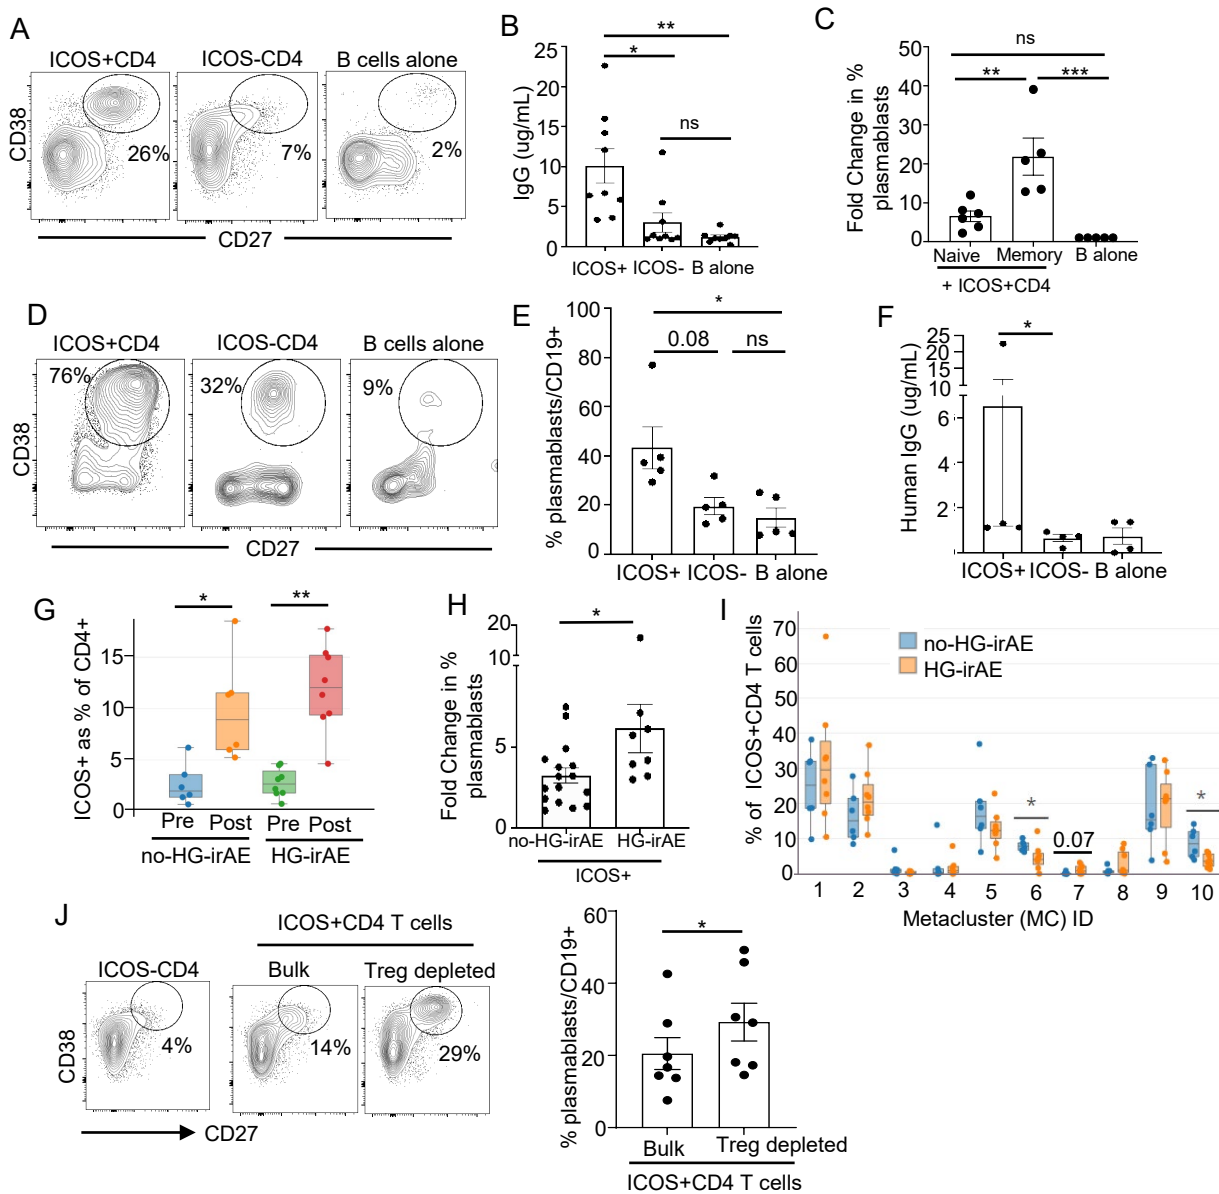 A
ICOS+CD4
ICOS-CD4
B cells alone
CD38
26%
7%
2%
CD27
B
**
*
ns
IgG (ug/mL)
25
20
15
10
5
0
ICOS+ ICOS- B alone
C
ns
**
***
Fold Change in %
plasmablasts
50
40
30
20
10
0
Naive Memory B alone
+ ICOS+CD4
D
ICOS+CD4
ICOS-CD4
B cells alone
CD38
76%
32%
9%
CD27
E
*
0.08
ns
% plasmablasts/CD19+
100
80
60
40
20
0
ICOS+ ICOS- B alone
F
*
Human IgG (ug/mL)
25
20
15
10
6
4
2
ICOS+ ICOS- B alone
G
*
**
ICOS+ as % of CD4+
15
10
5
0
Pre Post Pre Post
no-HG-irAE HG-irAE
H
*
Fold Change in %
plasmablasts
20
10
5
0
no-HG-irAE HG-irAE
ICOS+
I
no-HG-irAE
HG-irAE
% of ICOS+CD4 T cells
70
60
50
40
30
20
10
0
*
0.07
*
1 2 3 4 5 6 7 8 9 10
Metacluster (MC) ID
J
ICOS+CD4 T cells
ICOS-CD4
Bulk
Treg depleted
CD38
4%
14%
29%
CD27
*
% plasmablasts/CD19+
60
40
20
0
Bulk Treg depleted
ICOS+CD4 T cells